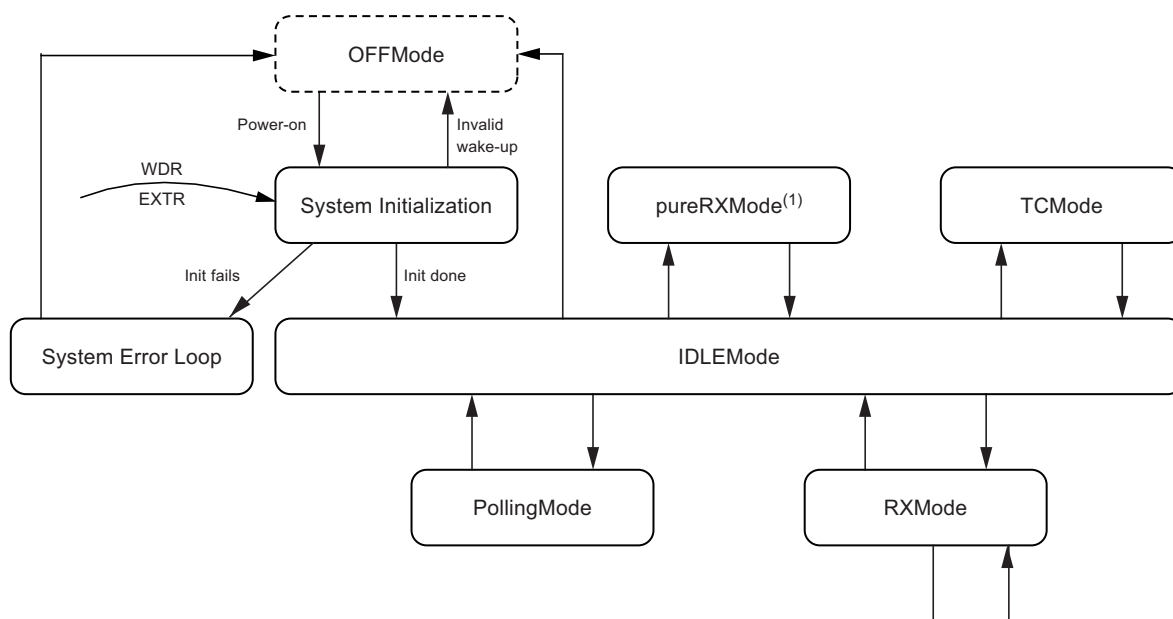 OFFMode
Power-on
Invalid
wake-up
WDR
EXTR
System Initialization
pureRXMode(1)
TCMode
Init fails
Init done
System Error Loop
IDLEMode
PollingMode
RXMode